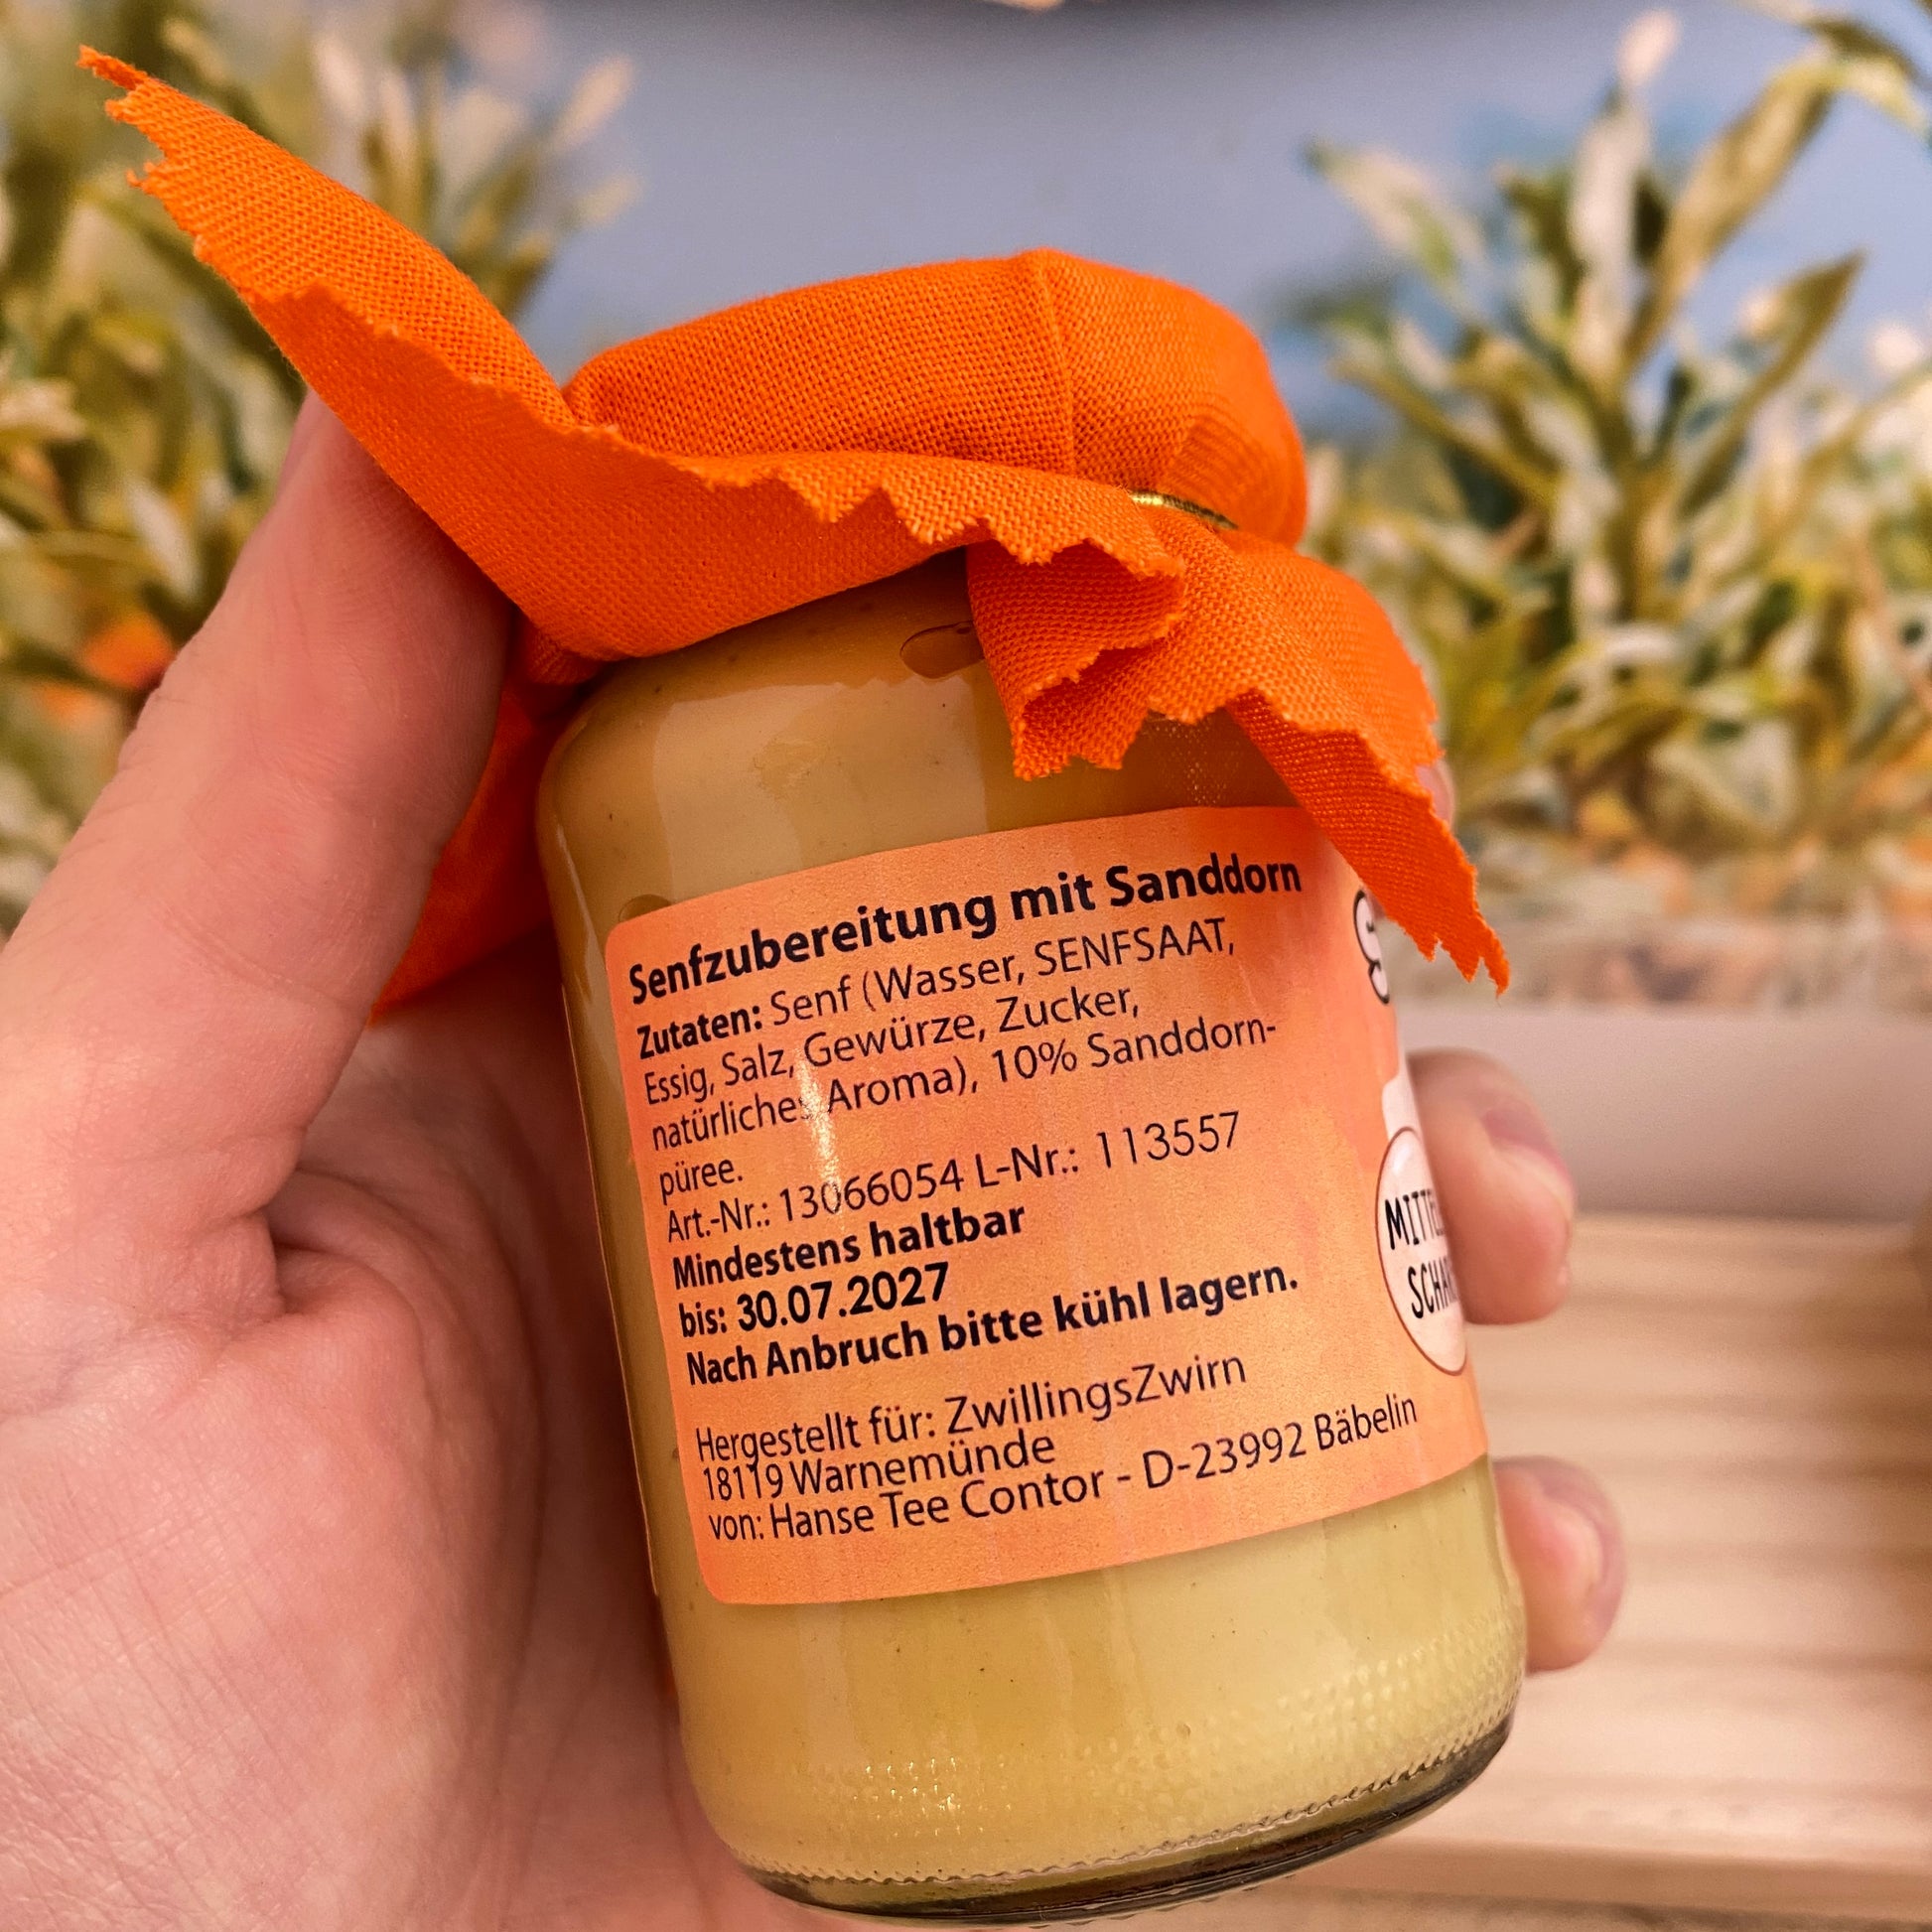 Senfzubereitung mit Sanddorn
Zutaten: Senf (Wasser, SENFSAAT,
Essig, Salz, Gewürze, Zucker,
natürliches Aroma), 10% Sanddorn-
püree.
Art.-Nr.: 13066054 L-Nr.: 113557
Mindestens haltbar
bis: 30.07.2027
Nach Anbruch bitte kühl lagern.
Hergestellt für: ZwillingsZwirn
18119 Warnemünde
von: Hanse Tee Contor - D-23992 Bäbelin